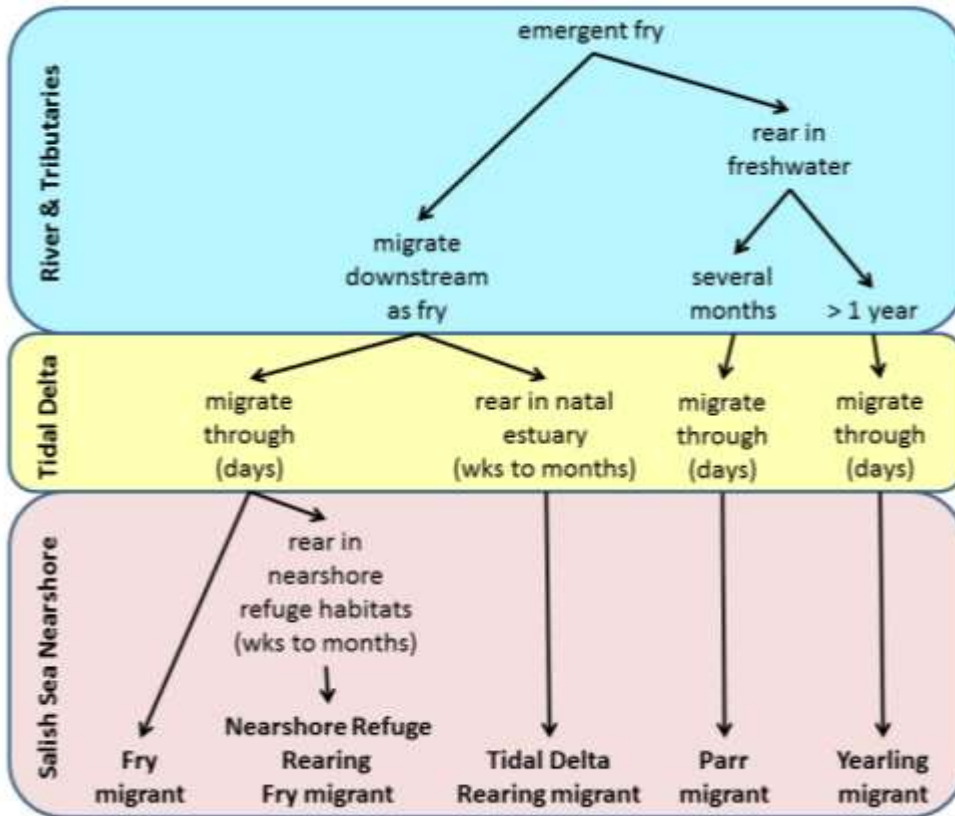 River & Tributaries
emergent fry
rear in
freshwater
migrate
downstream
as fry
several
months
> 1 year
Tidal Delta
migrate
through
(days)
rear in natal
estuary
(wks to months)
migrate
through
(days)
migrate
through
(days)
Salish Sea Nearshore
rear in
nearshore
refuge habitats
(wks to months)
Fry
migrant
Nearshore Refuge
Rearing
Fry migrant
Tidal Delta
Rearing migrant
Parr
migrant
Yearling
migrant